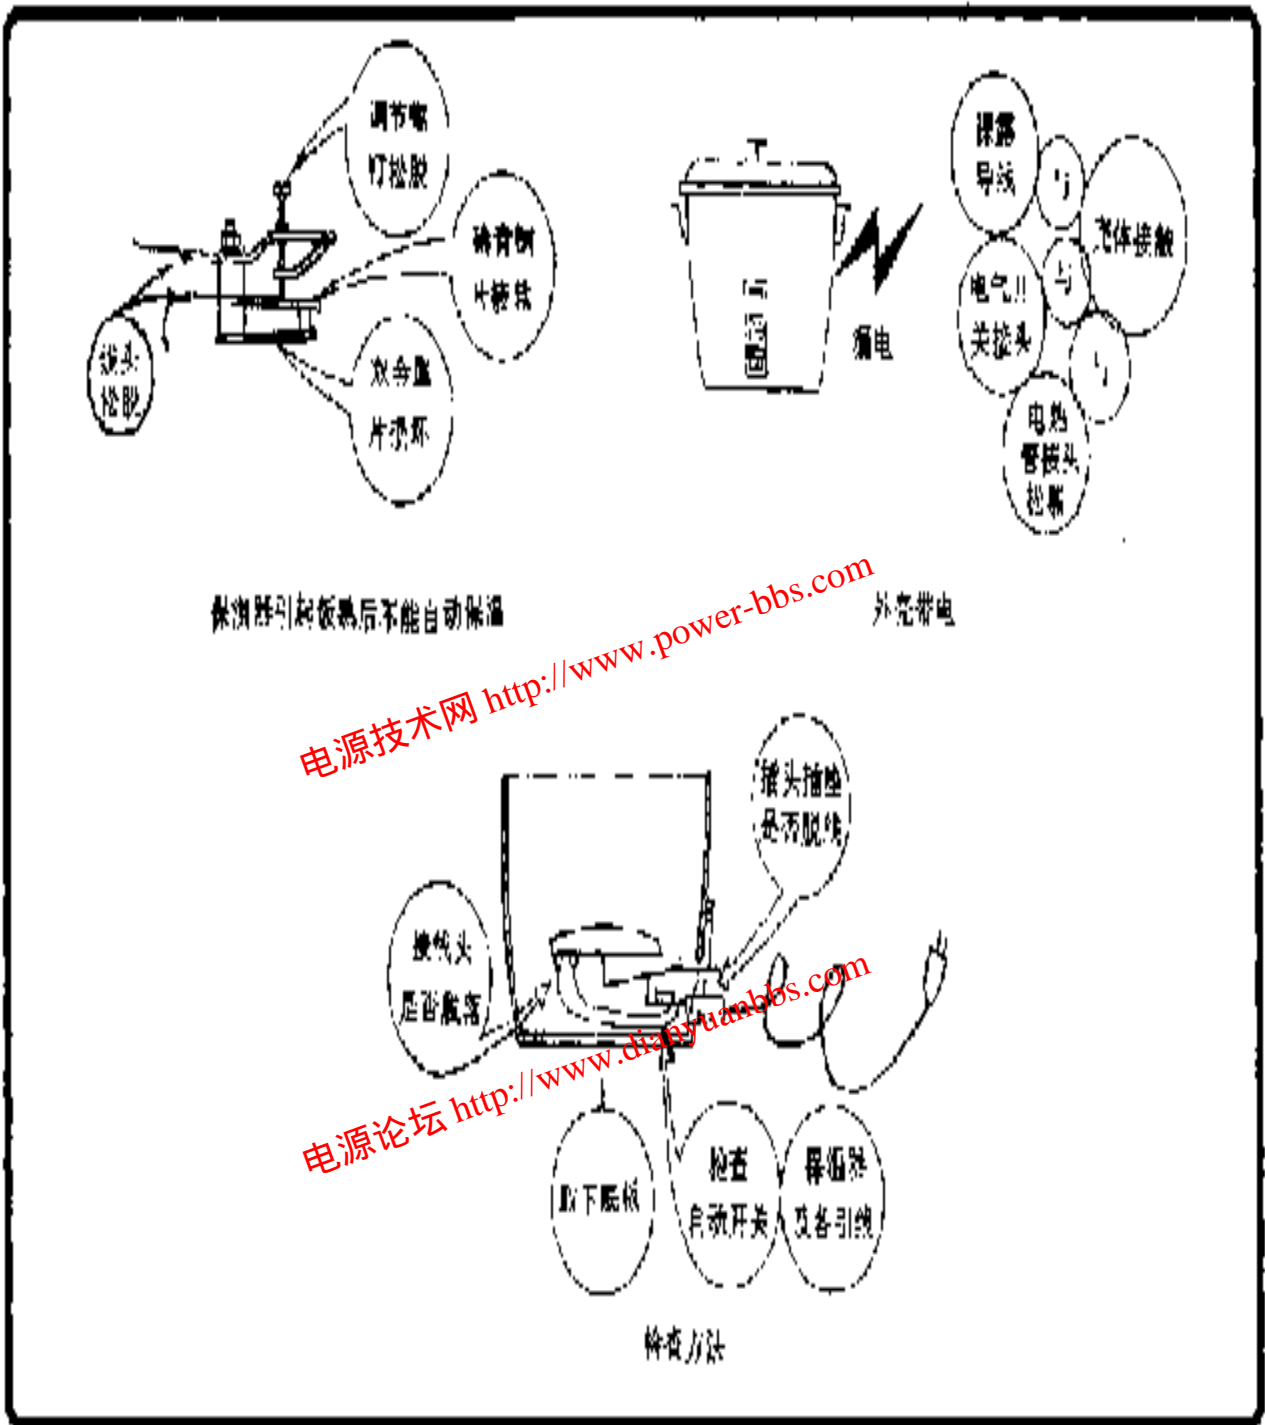 调节螺
钉松脱
磷青铜
片接触
双金属
片损坏
接头
松脱
保温器引起饭熟后不能自动保温
漏电
裸露
导线
与
壳体接触
电气开
关接头
与
与
电热
管接头
松脱
外壳带电
电源技术网 http://www.power-bbs.com
插头插座
是否脱线
接线头
是否脱落
电源论坛 http://www.dianyuanbbs.com
取下底板
检查
自动开关
保温器
及各引线
检查方法